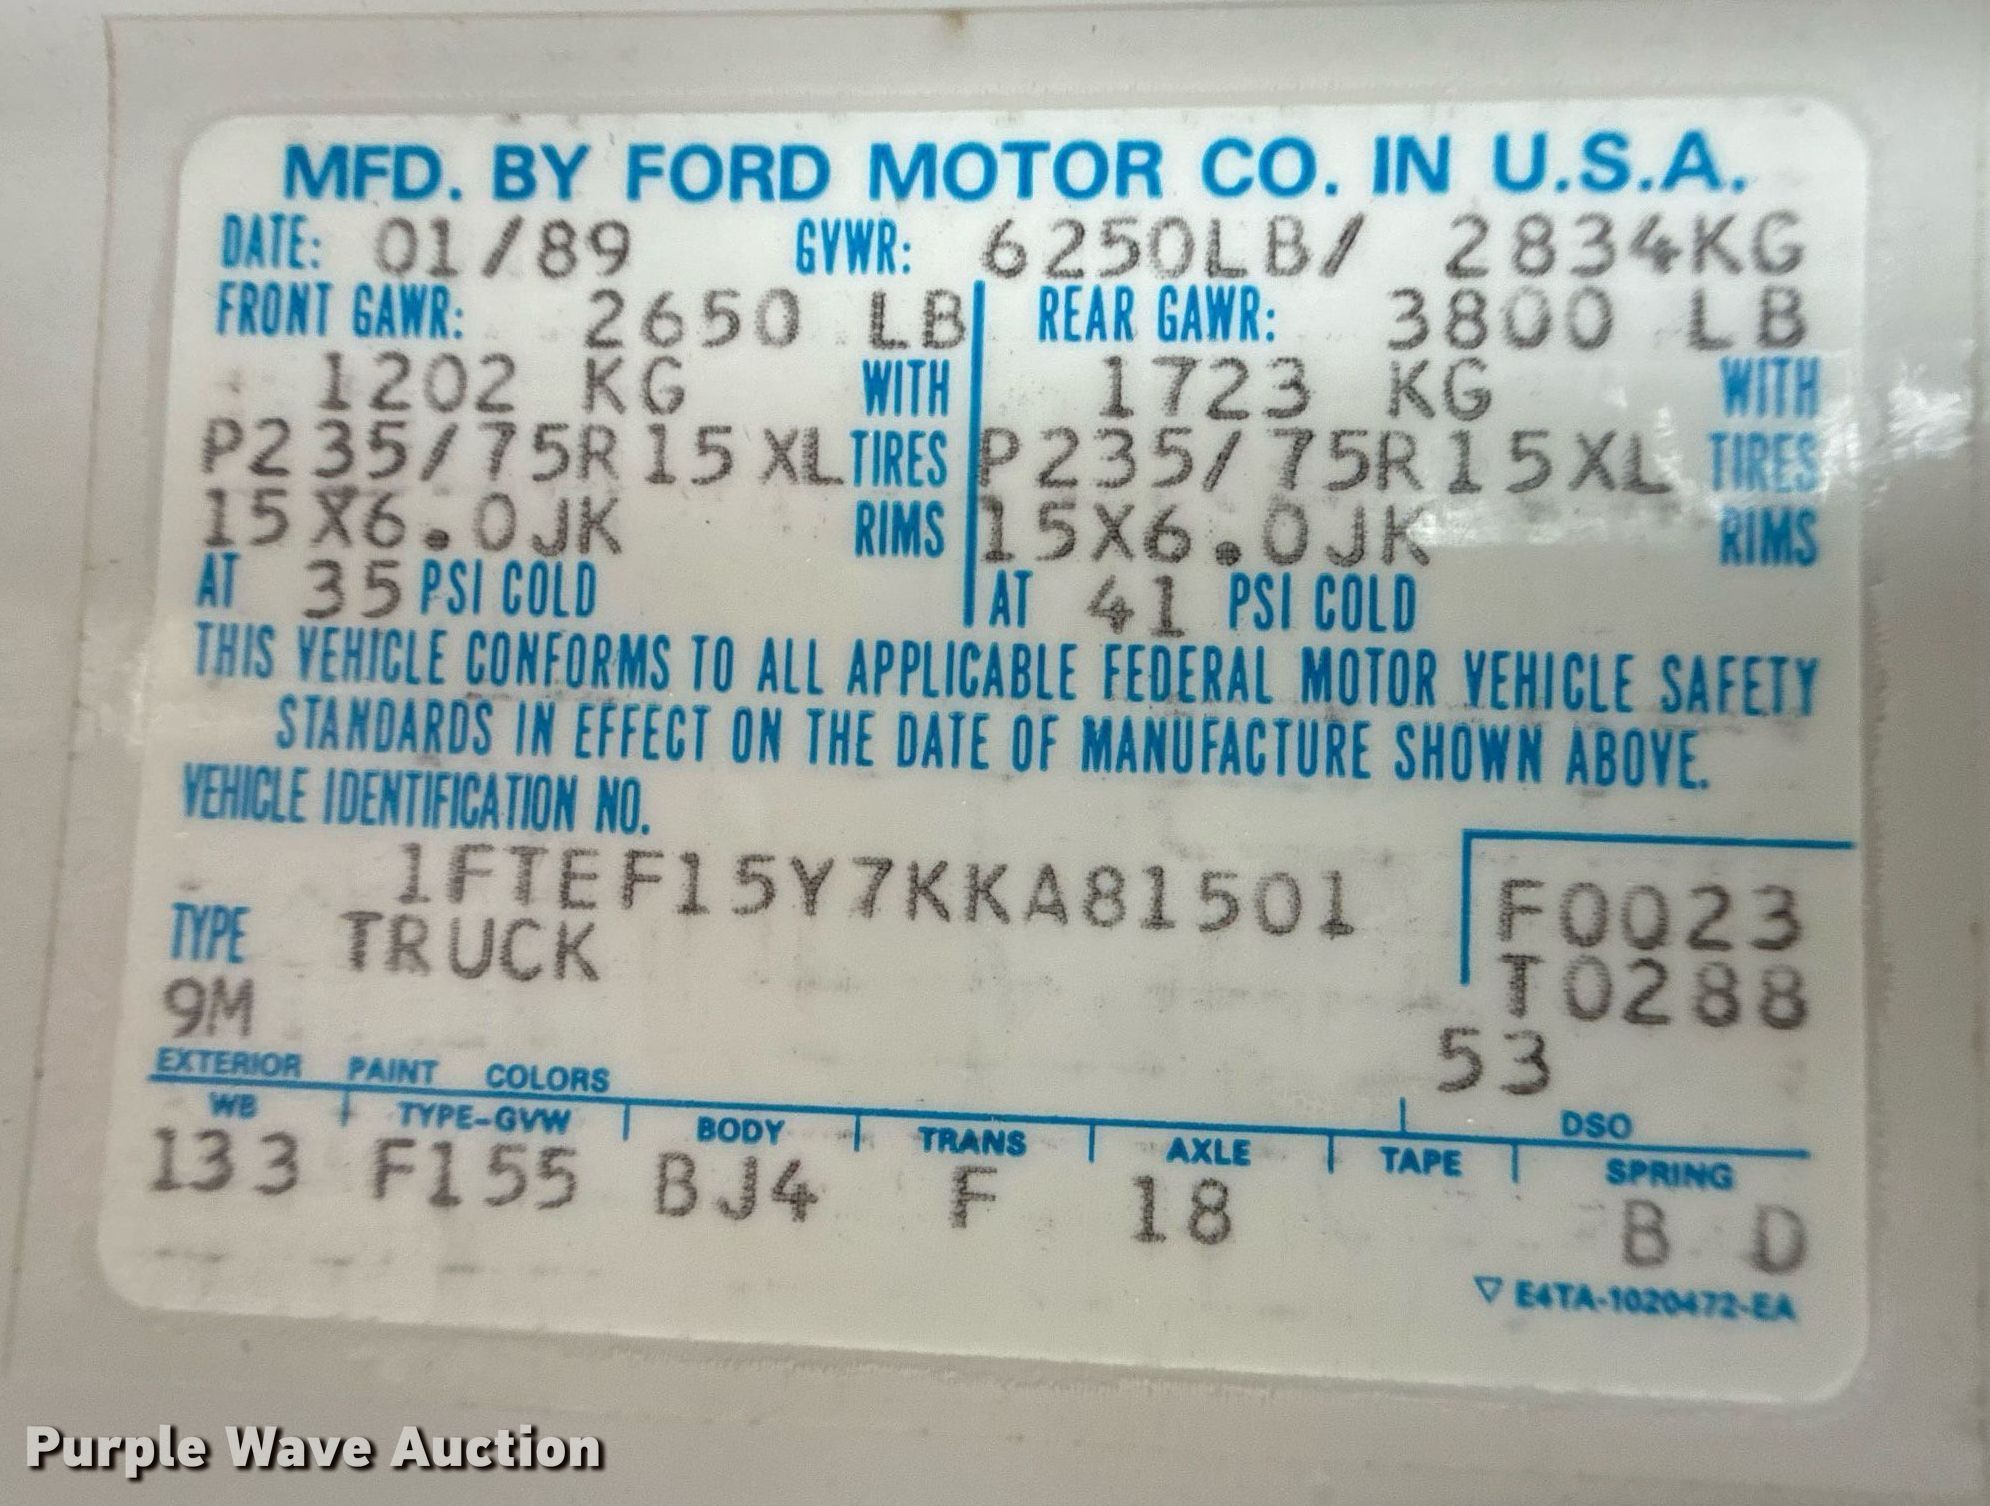 MFD. BY FORD MOTOR CO. IN U.S.A.
DATE: 01/89 GVWR: 6250LB/ 2834KG
FRONT GAWR: 2650 LB REAR GAWR: 3800 LB
1202 KG WITH 1723 KG WITH
P235/75R15XL TIRES P235/75R15XL TIRES
15X6.0JK RIMS 15X6.0JK RIMS
AT 35 PSI COLD AT 41 PSI COLD
THIS VEHICLE CONFORMS TO ALL APPLICABLE FEDERAL MOTOR VEHICLE SAFETY
STANDARDS IN EFFECT ON THE DATE OF MANUFACTURE SHOWN ABOVE.
VEHICLE IDENTIFICATION NO.
1FTEF15Y7KKA81501 F0023
TYPE TRUCK T0288
9M 53
EXTERIOR PAINT COLORS DSO
WB TYPE-GVW BODY TRANS AXLE TAPE SPRING
133 F155 BJ4 F 18 B D
▽ E4TA-1020472-EA
Purple Wave Auction